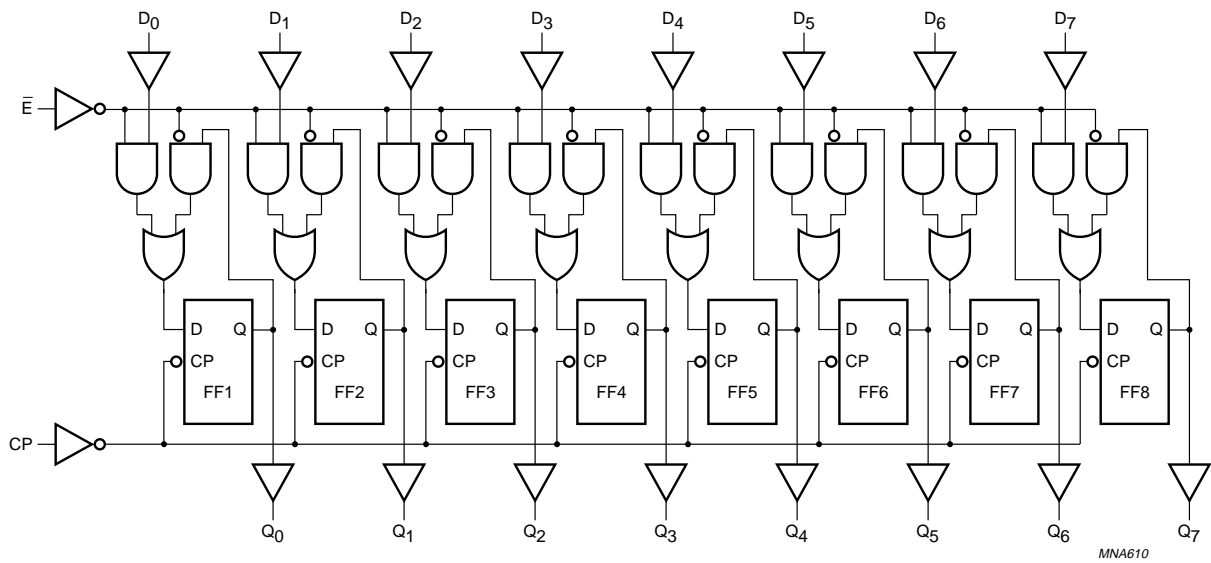 D0 D1 D2 D3 D4 D5 D6 D7
Ē
D Q D Q D Q D Q D Q D Q D Q D Q
CP CP CP CP CP CP CP CP
FF1 FF2 FF3 FF4 FF5 FF6 FF7 FF8
CP
Q0 Q1 Q2 Q3 Q4 Q5 Q6 Q7
MNA610